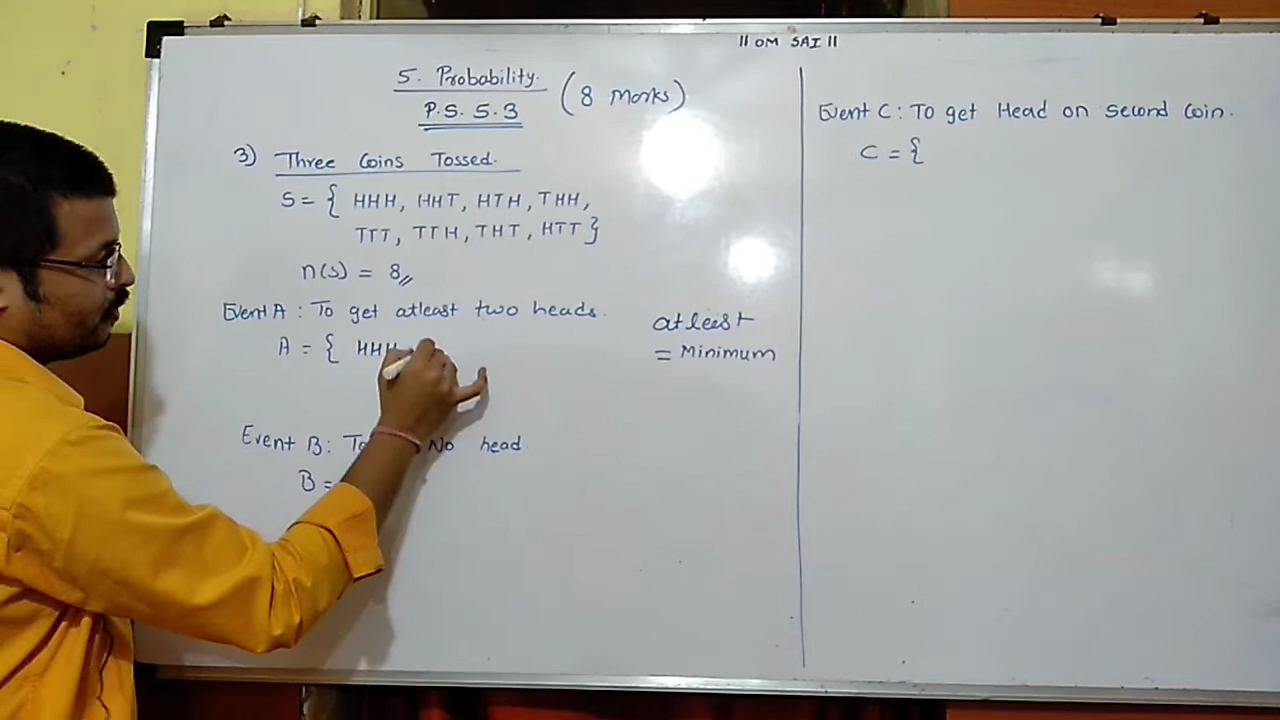 || OM SAI ||
5. Probability.
P.S. 5.3 (8 Marks)
3) Three Coins Tossed.
S = { HHH, HHT, HTH, THH,
TTT, TTH, THT, HTT }
n(s) = 8
Event A : To get atleast two heads.
A = { HHH
atleast
= Minimum
Event B : To No head.
B =
Event C : To get Head on second coin.
C = {